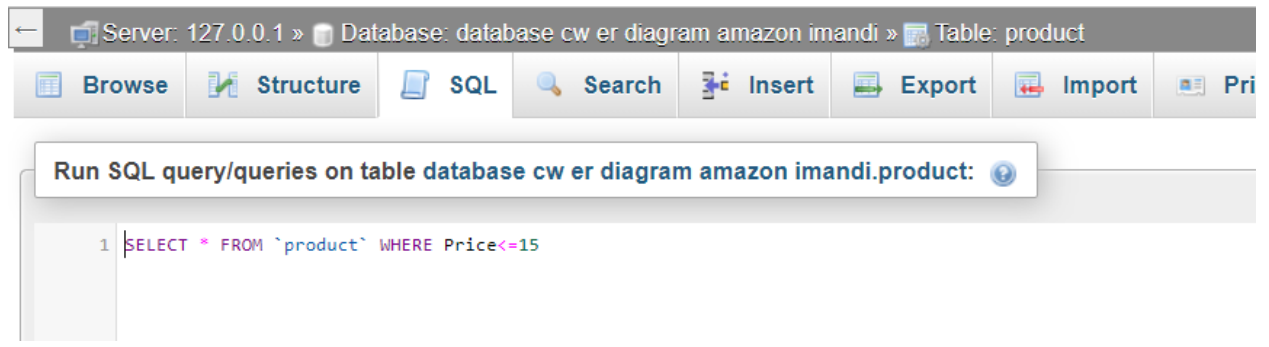 ← Server: 127.0.0.1 » Database: database cw er diagram amazon imandi » Table: product
Browse Structure SQL Search Insert Export Import Pri
Run SQL query/queries on table database cw er diagram amazon imandi.product:
1 SELECT * FROM `product` WHERE Price<=15